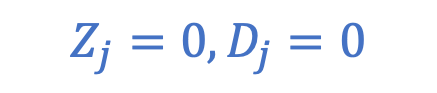 Z_j = 0, D_j = 0